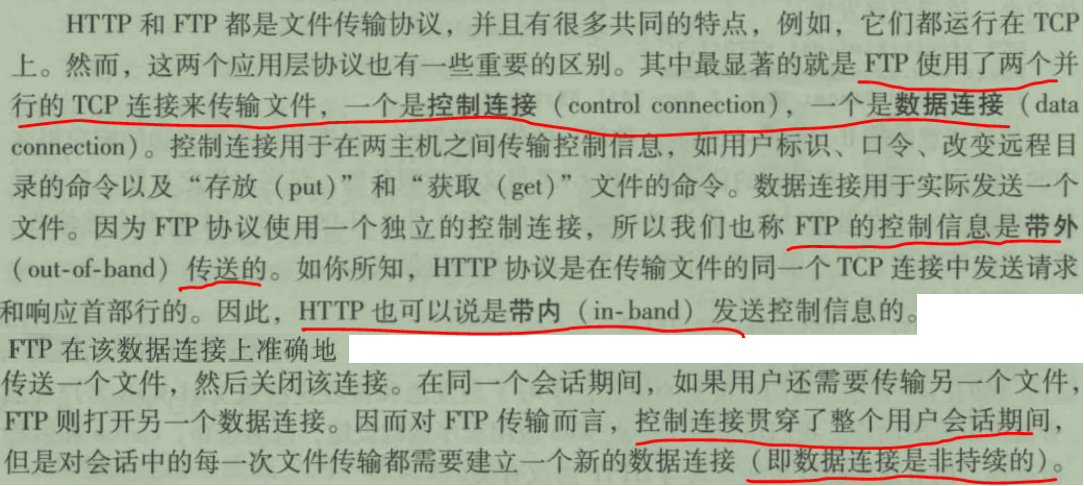 HTTP 和 FTP 都是文件传输协议，并且有很多共同的特点，例如，它们都运行在 TCP
上。然而，这两个应用层协议也有一些重要的区别。其中最显著的就是 FTP 使用了两个并
行的 TCP 连接来传输文件，一个是控制连接（control connection），一个是数据连接（data
connection）。控制连接用于在两主机之间传输控制信息，如用户标识、口令、改变远程目
录的命令以及“存放（put）”和“获取（get）”文件的命令。数据连接用于实际发送一个
文件。因为 FTP 协议使用一个独立的控制连接，所以我们也称 FTP 的控制信息是带外
（out-of-band）传送的。如你所知，HTTP 协议是在传输文件的同一个 TCP 连接中发送请求
和响应首部行的。因此，HTTP 也可以说是带内（in-band）发送控制信息的。
FTP 在该数据连接上准确地
传送一个文件，然后关闭该连接。在同一个会话期间，如果用户还需要传输另一个文件，
FTP 则打开另一个数据连接。因而对 FTP 传输而言，控制连接贯穿了整个用户会话期间，
但是对会话中的每一次文件传输都需要建立一个新的数据连接（即数据连接是非持续的）。